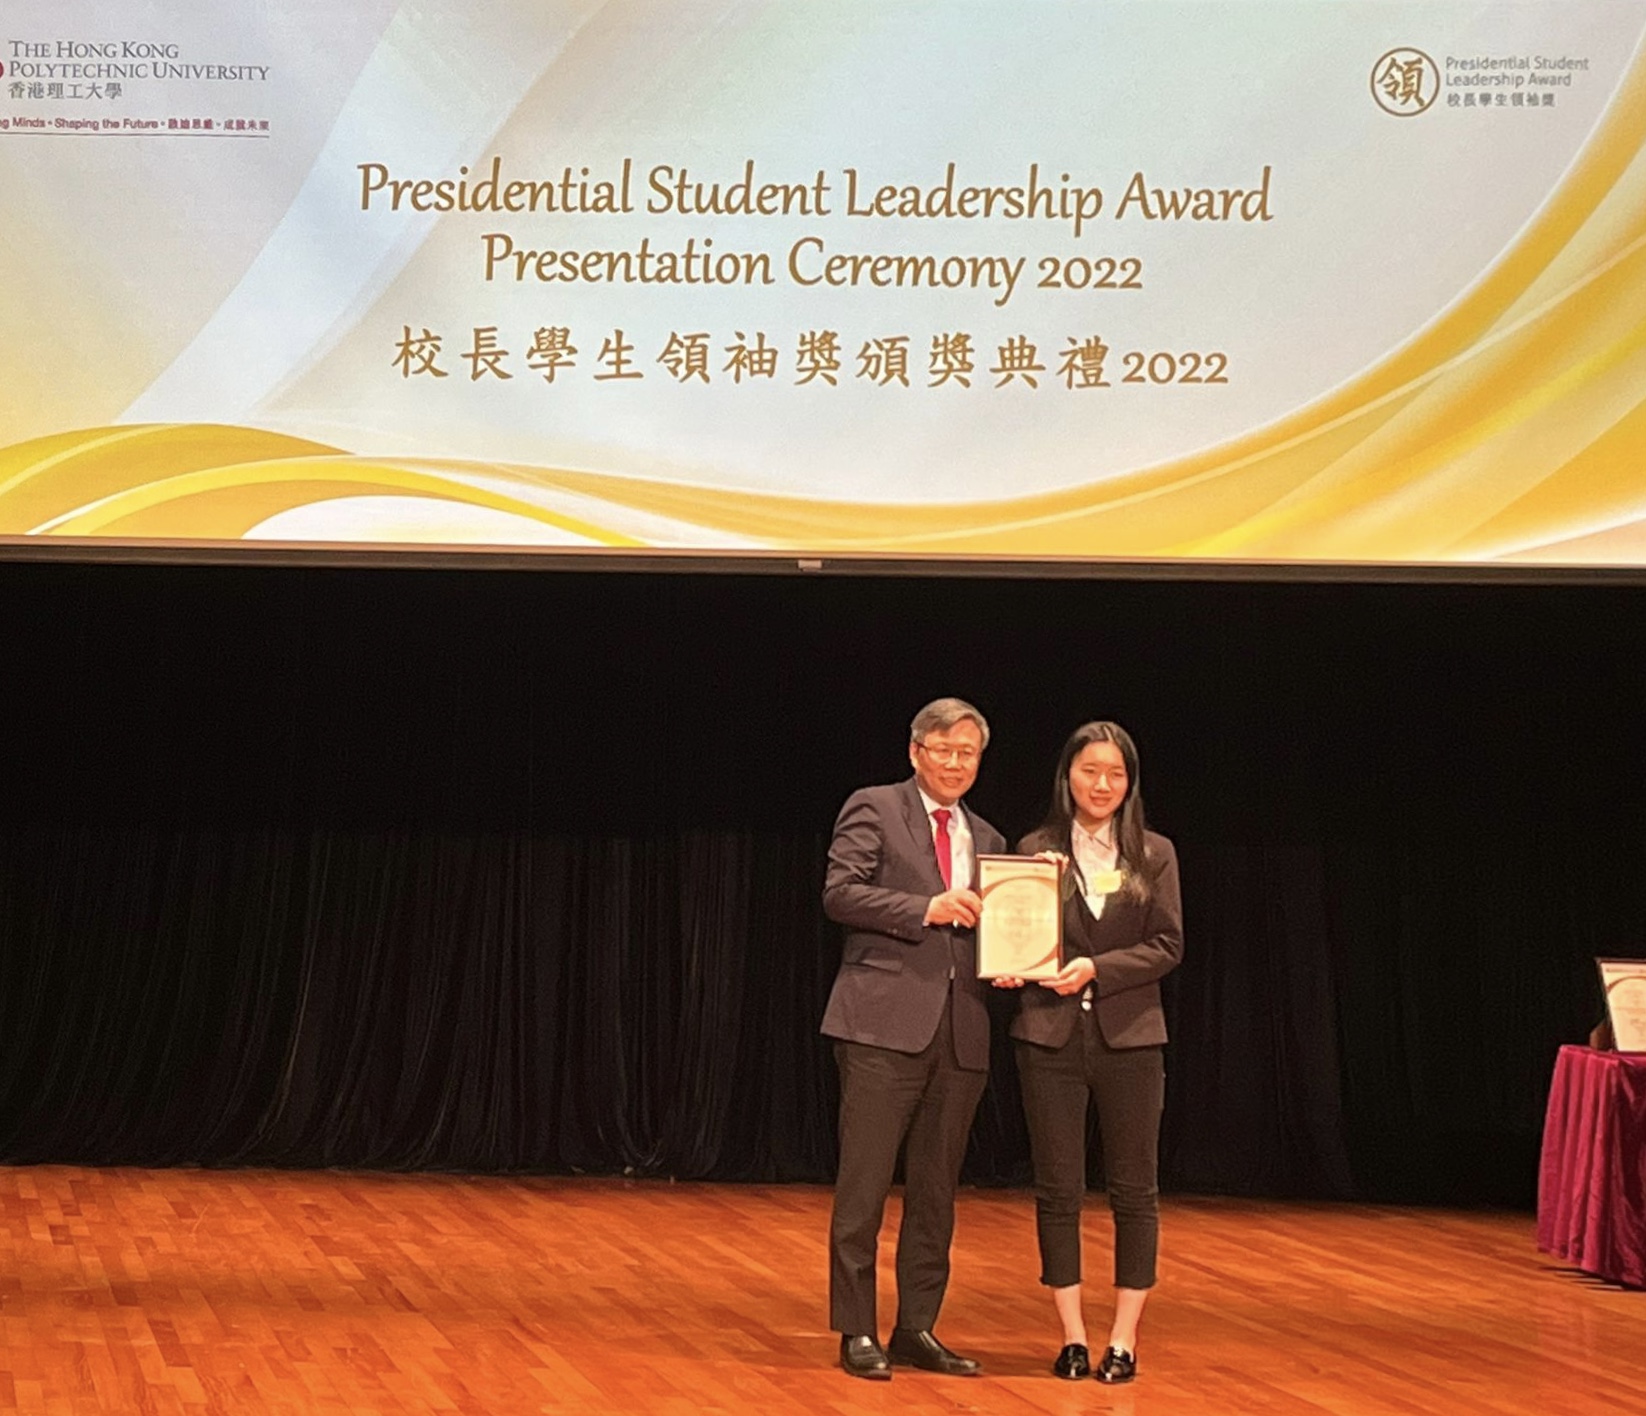 THE HONG KONG
POLYTECHNIC UNIVERSITY
香港理工大學
Minds • Shaping the Future • 啟迪思維 • 成就未來
領
Presidential Student
Leadership Award
校長學生領袖獎
Presidential Student Leadership Award
Presentation Ceremony 2022
校長學生領袖獎頒獎典禮2022